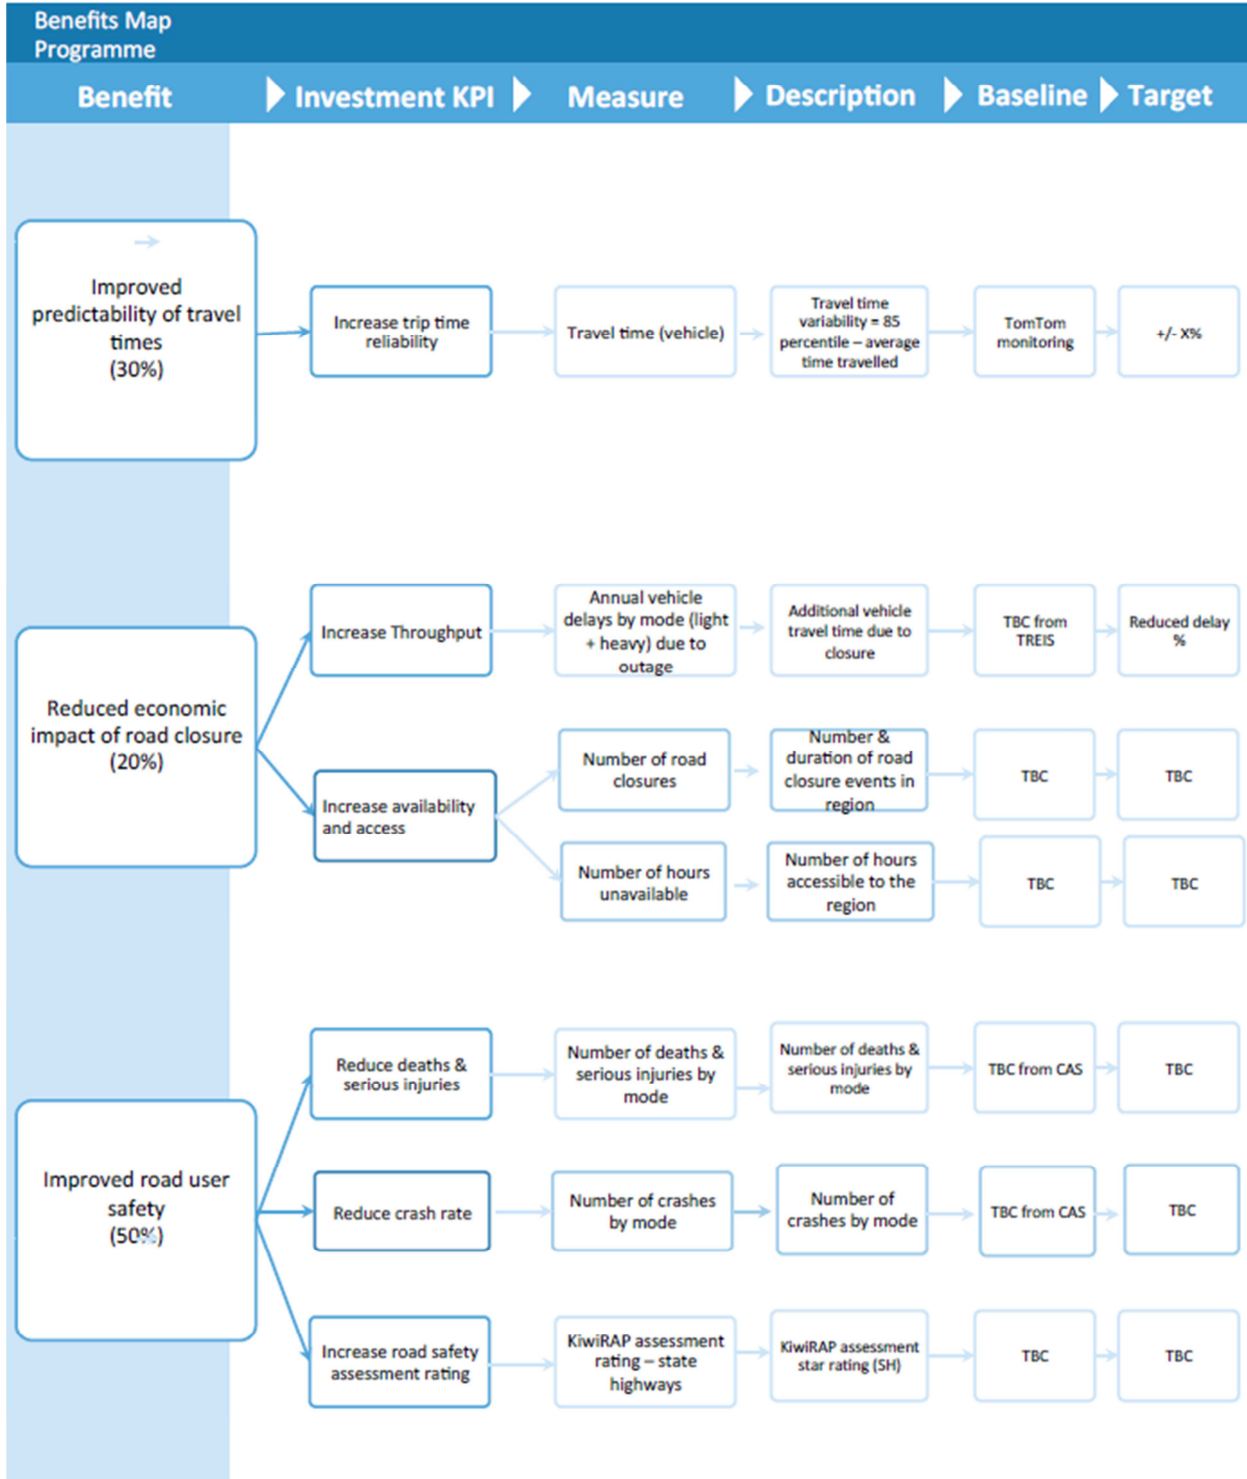 Benefits Map
Programme
Benefit
Investment KPI
Measure
Description
Baseline
Target
Improved
predictability of travel
times
(30%)
Increase trip time
reliability
Travel time (vehicle)
Travel time
variability = 85
percentile – average
time travelled
TomTom
monitoring
+/- X%
Reduced economic
impact of road closure
(20%)
Increase Throughput
Annual vehicle
delays by mode (light
+ heavy) due to
outage
Additional vehicle
travel time due to
closure
TBC from
TREIS
Reduced delay
%
Increase availability
and access
Number of road
closures
Number &
duration of road
closure events in
region
TBC
TBC
Number of hours
unavailable
Number of hours
accessible to the
region
TBC
TBC
Improved road user
safety
(50%)
Reduce deaths &
serious injuries
Number of deaths &
serious injuries by
mode
Number of deaths &
serious injuries by
mode
TBC from CAS
TBC
Reduce crash rate
Number of crashes
by mode
Number of
crashes by mode
TBC from CAS
TBC
Increase road safety
assessment rating
KiwiRAP assessment
rating – state
highways
KiwiRAP assessment
star rating (SH)
TBC
TBC